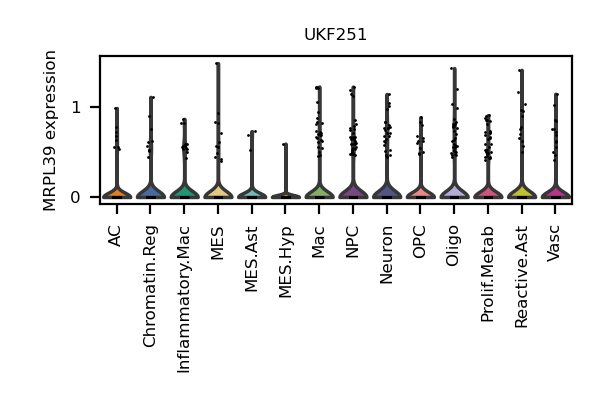 UKF251
MRPL39 expression
1
0
AC
Chromatin.Reg
Inflammatory.Mac
MES
MES.Ast
MES.Hyp
Mac
NPC
Neuron
OPC
Oligo
Prolif.Metab
Reactive.Ast
Vasc